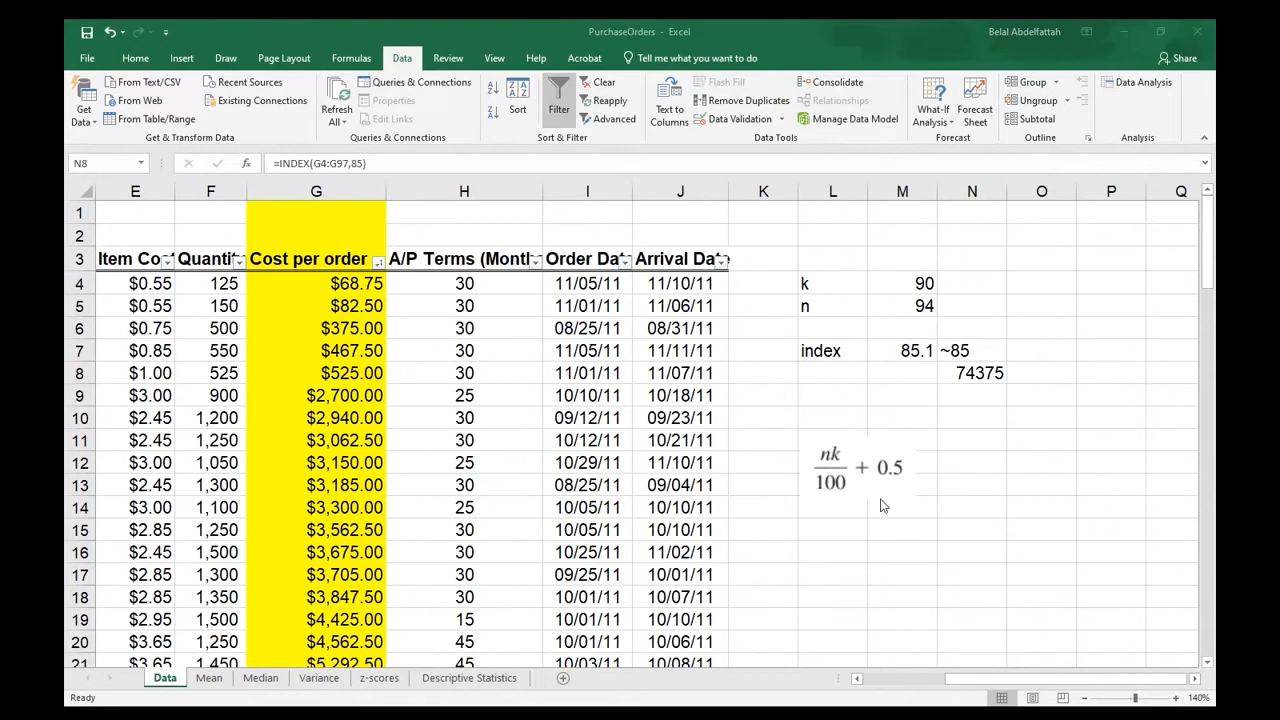 PurchaseOrders - Excel
Belal Abdelfattah
File Home Insert Draw Page Layout Formulas Data Review View Help Acrobat Tell me what you want to do Share
Get Data
From Text/CSV
From Web
From Table/Range
Recent Sources
Existing Connections
Get & Transform Data
Refresh All
Queries & Connections
Properties
Edit Links
Queries & Connections
Sort
Filter
Clear
Reapply
Advanced
Sort & Filter
Text to Columns
Flash Fill
Remove Duplicates
Data Validation
Consolidate
Relationships
Manage Data Model
Data Tools
What-If Analysis
Forecast Sheet
Forecast
Group
Ungroup
Subtotal
Outline
Data Analysis
Analysis
N8 fx =INDEX(G4:G97,85)
E F G H I J K L M N O P Q
1
2
3 Item Cos Quantit Cost per order A/P Terms (Month Order Dat Arrival Date
4 $0.55 125 $68.75 30 11/05/11 11/10/11 k 90
5 $0.55 150 $82.50 30 11/05/11 11/06/11 n 94
6 $0.75 500 $375.00 30 08/25/11 08/31/11
7 $0.85 550 $467.50 30 11/05/11 11/11/11 index 85.1 ~85
8 $1.00 525 $525.00 30 11/01/11 11/07/11 74375
9 $3.00 900 $2,700.00 25 10/10/11 10/18/11
10 $2.45 1,200 $2,940.00 30 09/12/11 09/23/11
11 $2.45 1,250 $3,062.50 30 10/12/11 10/21/11
12 $3.00 1,050 $3,150.00 25 10/29/11 11/10/11
13 $2.45 1,300 $3,185.00 30 08/25/11 09/04/11
14 $3.00 1,100 $3,300.00 25 10/05/11 10/10/11
15 $2.85 1,250 $3,562.50 30 10/05/11 10/10/11
16 $2.45 1,500 $3,675.00 30 10/25/11 11/02/11
17 $2.85 1,300 $3,705.00 30 09/25/11 10/01/11
18 $2.85 1,350 $3,847.50 30 10/01/11 10/07/11
19 $2.95 1,500 $4,425.00 15 10/01/11 10/10/11
20 $3.65 1,250 $4,562.50 45 10/01/11 10/06/11
21 $3.65 1,450 $5,292.50 45 10/03/11 10/08/11
nk
100
+ 0.5
Data Mean Median Variance z-scores Descriptive Statistics
Ready 140%